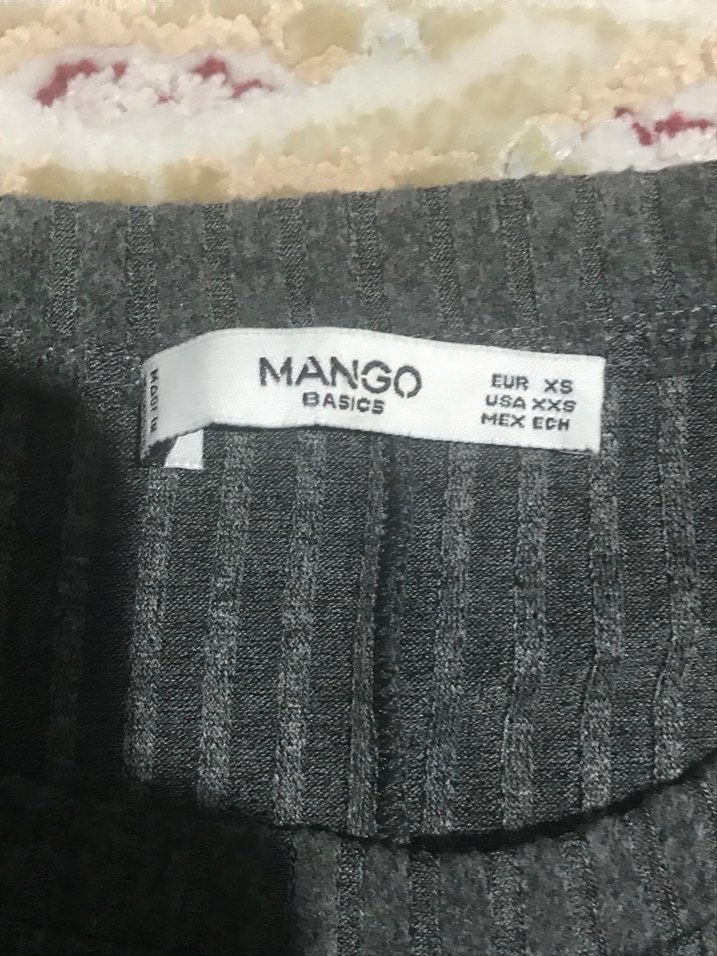 MANGO
BASICS
EUR XS
USA XXS
MEX ECH